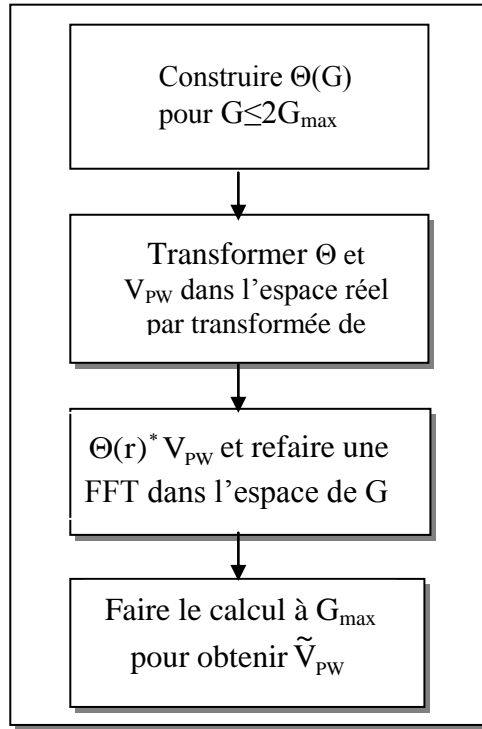 Construire Θ(G)
pour G≤2Gmax
Transformer Θ et
VPW dans l’espace réel
par transformée de
Θ(r)* VPW et refaire une
FFT dans l’espace de G
Faire le calcul à Gmax
pour obtenir ṼPW